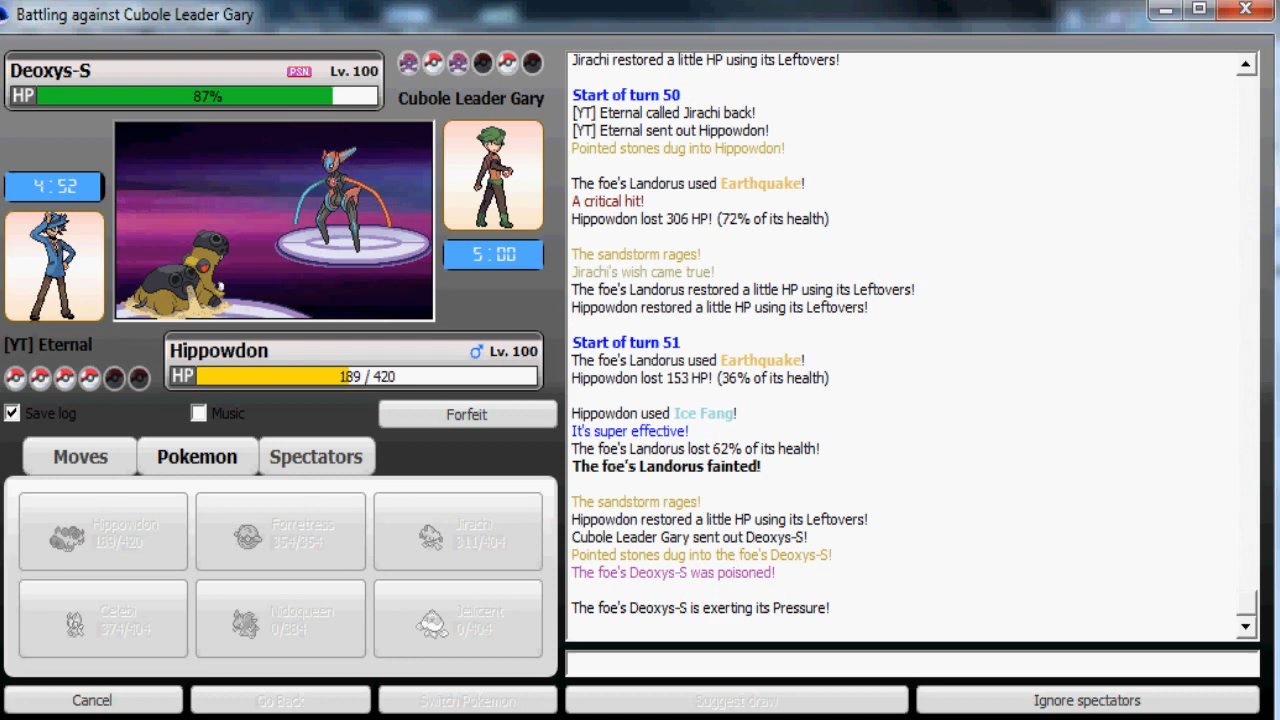 Battling against Cubole Leader Gary
Deoxys-S PSN Lv. 100
HP 87%
Cubole Leader Gary
4:52
5:00
[YT] Eternal
Hippowdon ♂ Lv. 100
HP 189 / 420
Save log
Music
Forfeit
Moves
Pokemon
Spectators
Hippowdon
189/420
Forretress
354/354
Jirachi
311/404
Celebi
374/404
Nidoqueen
0/384
Jellicent
0/404
Cancel
Go Back
Switch Pokemon
Jirachi restored a little HP using its Leftovers!
Start of turn 50
[YT] Eternal called Jirachi back!
[YT] Eternal sent out Hippowdon!
Pointed stones dug into Hippowdon!
The foe's Landorus used Earthquake!
A critical hit!
Hippowdon lost 306 HP! (72% of its health)
The sandstorm rages!
Jirachi's wish came true!
The foe's Landorus restored a little HP using its Leftovers!
Hippowdon restored a little HP using its Leftovers!
Start of turn 51
The foe's Landorus used Earthquake!
Hippowdon lost 153 HP! (36% of its health)
Hippowdon used Ice Fang!
It's super effective!
The foe's Landorus lost 62% of its health!
The foe's Landorus fainted!
The sandstorm rages!
Hippowdon restored a little HP using its Leftovers!
Cubole Leader Gary sent out Deoxys-S!
Pointed stones dug into the foe's Deoxys-S!
The foe's Deoxys-S was poisoned!
The foe's Deoxys-S is exerting its Pressure!
Suggest draw
Ignore spectators